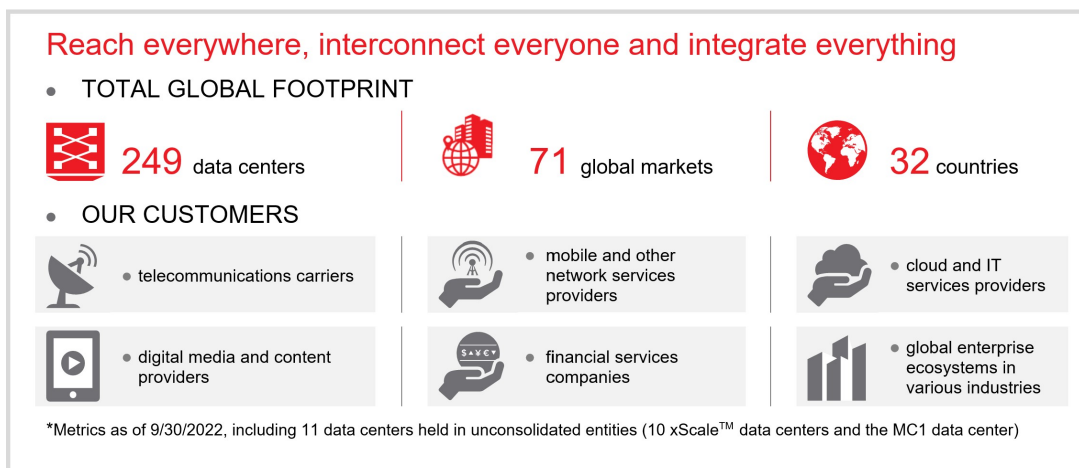 Reach everywhere, interconnect everyone and integrate everything
• TOTAL GLOBAL FOOTPRINT
249 data centers
71 global markets
32 countries
• OUR CUSTOMERS
• telecommunications carriers
• mobile and other
network services
providers
• cloud and IT
services providers
• digital media and content
providers
$ ▲ ¥ € ▼
• financial services
companies
• global enterprise
ecosystems in
various industries
*Metrics as of 9/30/2022, including 11 data centers held in unconsolidated entities (10 xScale™ data centers and the MC1 data center)